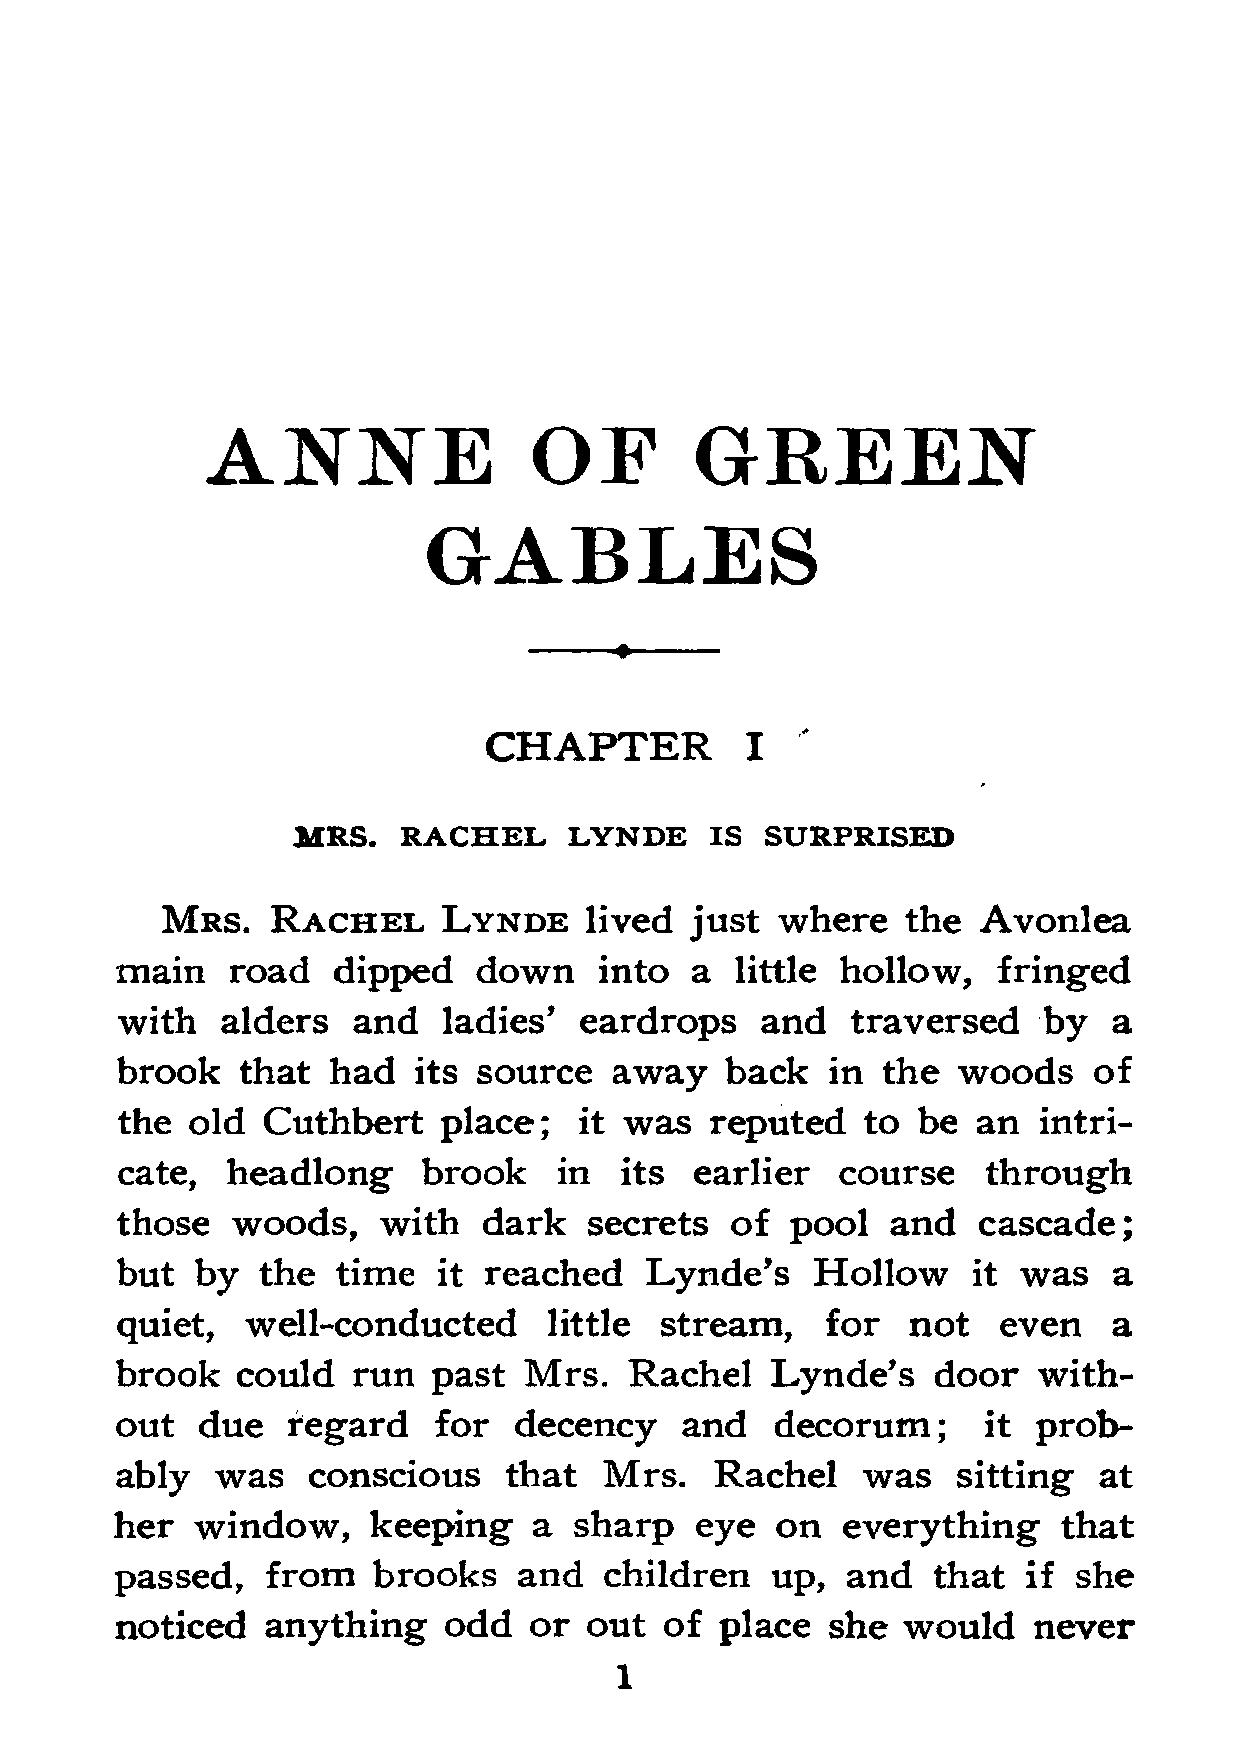 ANNE OF GREEN
GABLES
CHAPTER I
MRS. RACHEL LYNDE IS SURPRISED
MRS. RACHEL LYNDE lived just where the Avonlea
main road dipped down into a little hollow, fringed
with alders and ladies' eardrops and traversed by a
brook that had its source away back in the woods of
the old Cuthbert place; it was reputed to be an intri-
cate, headlong brook in its earlier course through
those woods, with dark secrets of pool and cascade;
but by the time it reached Lynde's Hollow it was a
quiet, well-conducted little stream, for not even a
brook could run past Mrs. Rachel Lynde's door with-
out due regard for decency and decorum; it prob-
ably was conscious that Mrs. Rachel was sitting at
her window, keeping a sharp eye on everything that
passed, from brooks and children up, and that if she
noticed anything odd or out of place she would never
1